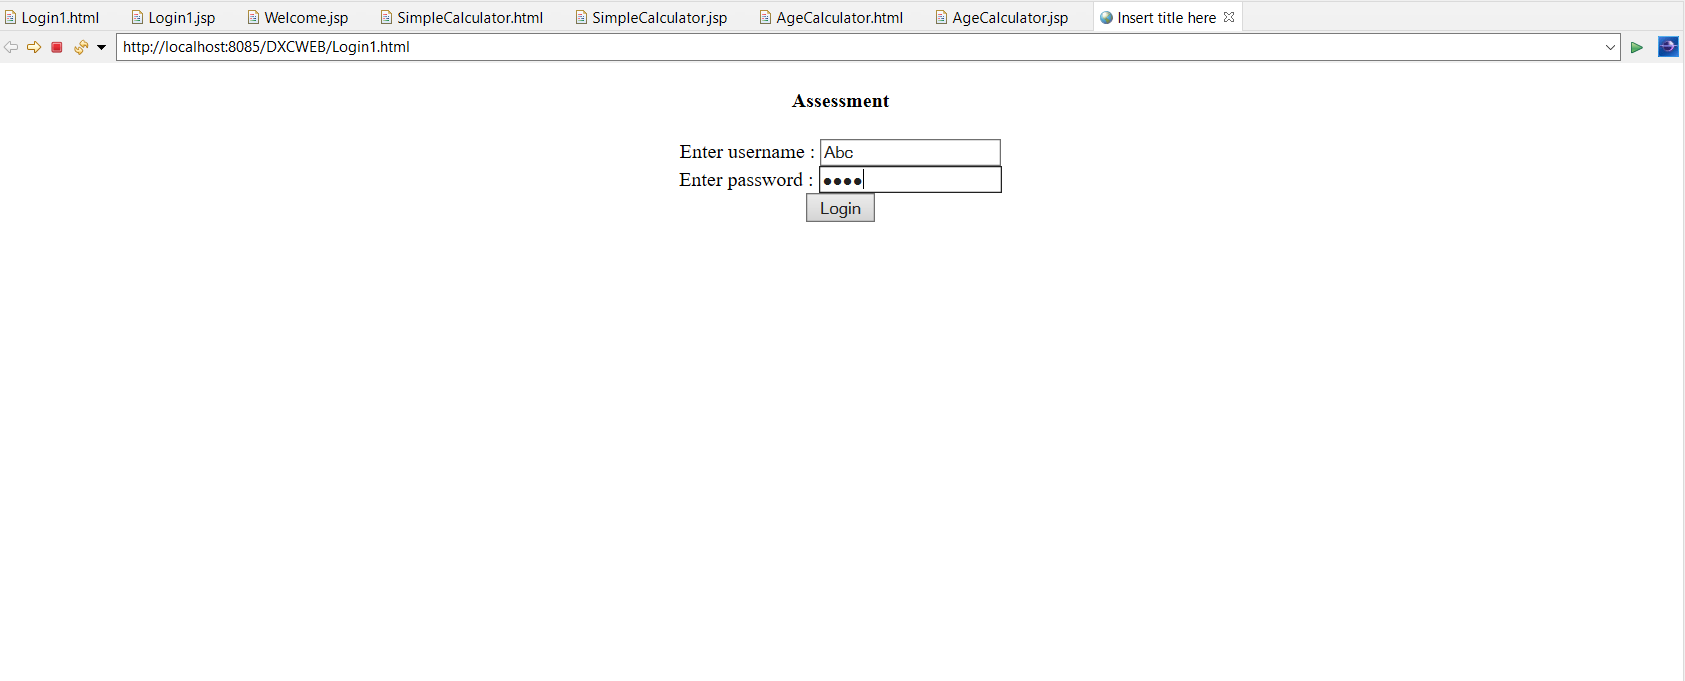 Login1.html Login1.jsp Welcome.jsp SimpleCalculator.html SimpleCalculator.jsp AgeCalculator.html AgeCalculator.jsp Insert title here
http://localhost:8085/DXCWEB/Login1.html
Assessment
Enter username : Abc
Enter password : ••••
Login